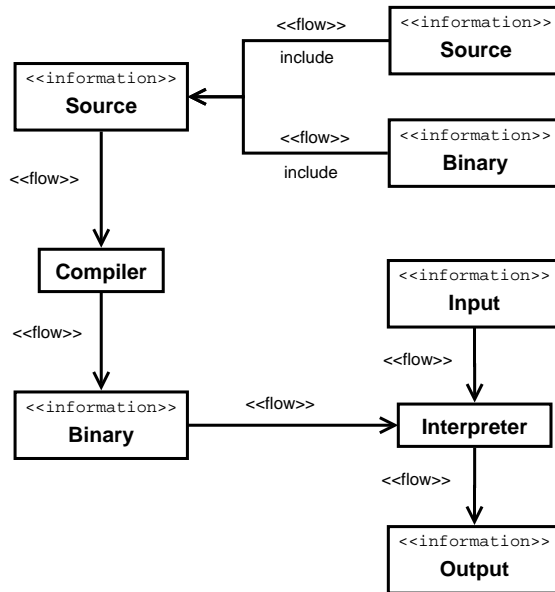 <<flow>>
include
<<information>>
Source
<<information>>
Source
<<flow>>
include
<<information>>
Binary
<<flow>>
Compiler
<<flow>>
<<information>>
Input
<<flow>>
<<information>>
Binary
<<flow>>
Interpreter
<<flow>>
<<information>>
Output